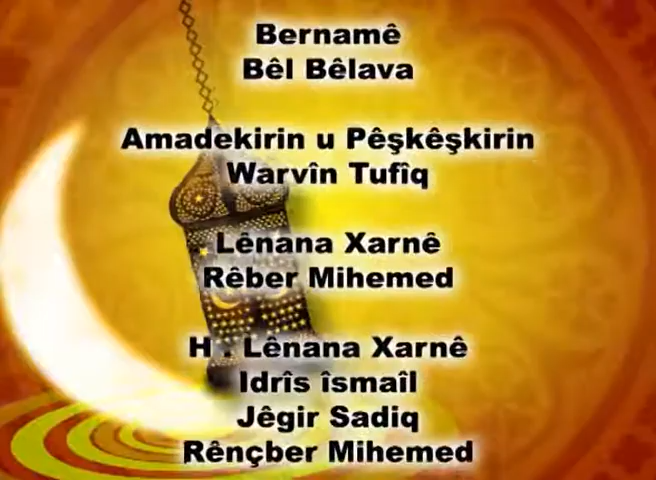 Bernamê
Bêl Bêlava
Amadekirin u Pêşkêşkirin
Warvîn Tufîq
Lênana Xarnê
Rêber Mihemed
H . Lênana Xarnê
Idrîs îsmaîl
Jêgir Sadiq
Rênçber Mihemed